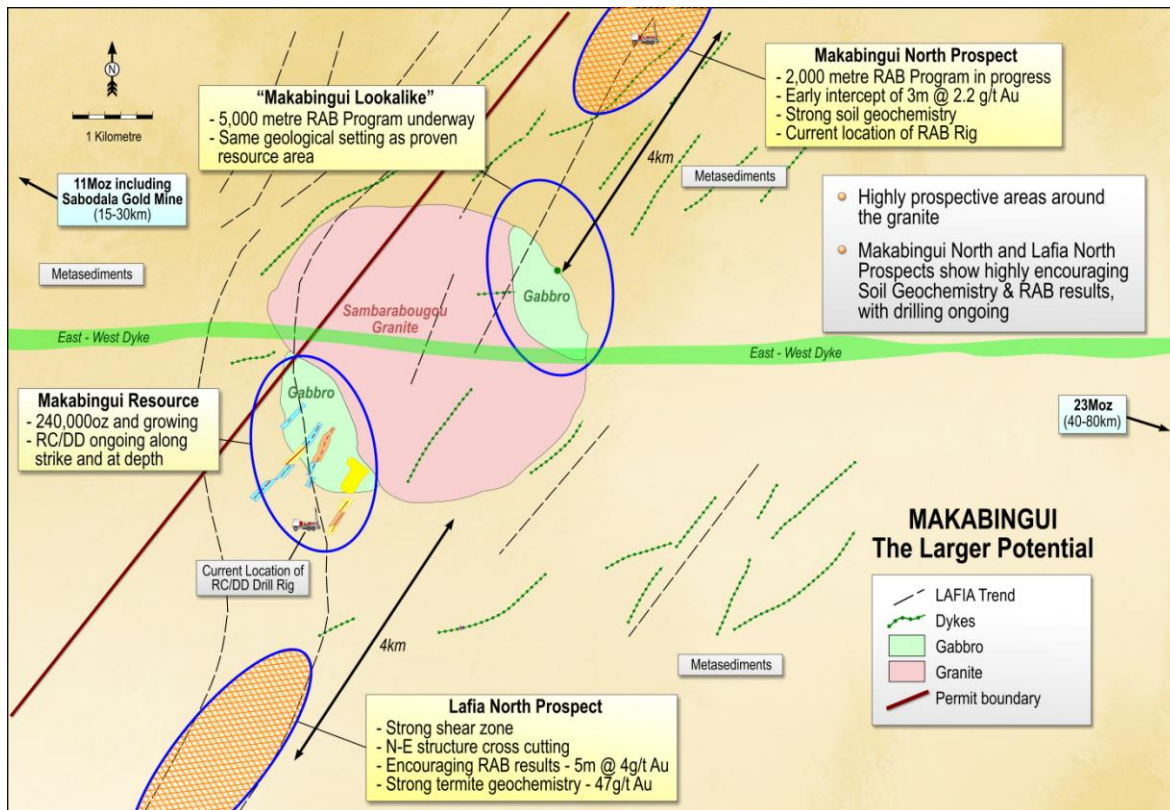 N
1 Kilometre
"Makabingui Lookalike"
- 5,000 metre RAB Program underway
- Same geological setting as proven
resource area
Makabingui North Prospect
- 2,000 metre RAB Program in progress
- Early intercept of 3m @ 2.2 g/t Au
- Strong soil geochemistry
- Current location of RAB Rig
4km
11Moz including
Sabodala Gold Mine
(15-30km)
Metasediments
Metasediments
Highly prospective areas around
the granite
Makabingui North and Lafia North
Prospects show highly encouraging
Soil Geochemistry & RAB results,
with drilling ongoing
Gabbro
Sambarabougou
Granite
East - West Dyke
East - West Dyke
Makabingui Resource
- 240,000oz and growing
- RC/DD ongoing along
strike and at depth
Gabbro
23Moz
(40-80km)
Current Location of
RC/DD Drill Rig
4km
Metasediments
Lafia North Prospect
- Strong shear zone
- N-E structure cross cutting
- Encouraging RAB results - 5m @ 4g/t Au
- Strong termite geochemistry - 47g/t Au
MAKABINGUI
The Larger Potential
LAFIA Trend
Dykes
Gabbro
Granite
Permit boundary